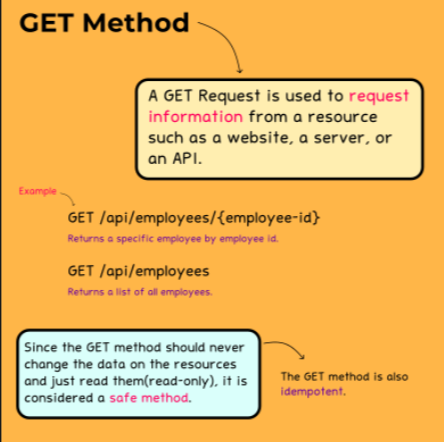 GET Method
A GET Request is used to request
information from a resource
such as a website, a server, or
an API.
Example
GET /api/employees/{employee-id}
Returns a specific employee by employee id.
GET /api/employees
Returns a list of all employees.
Since the GET method should never
change the data on the resources
and just read them(read-only), it is
considered a safe method.
The GET method is also
idempotent.